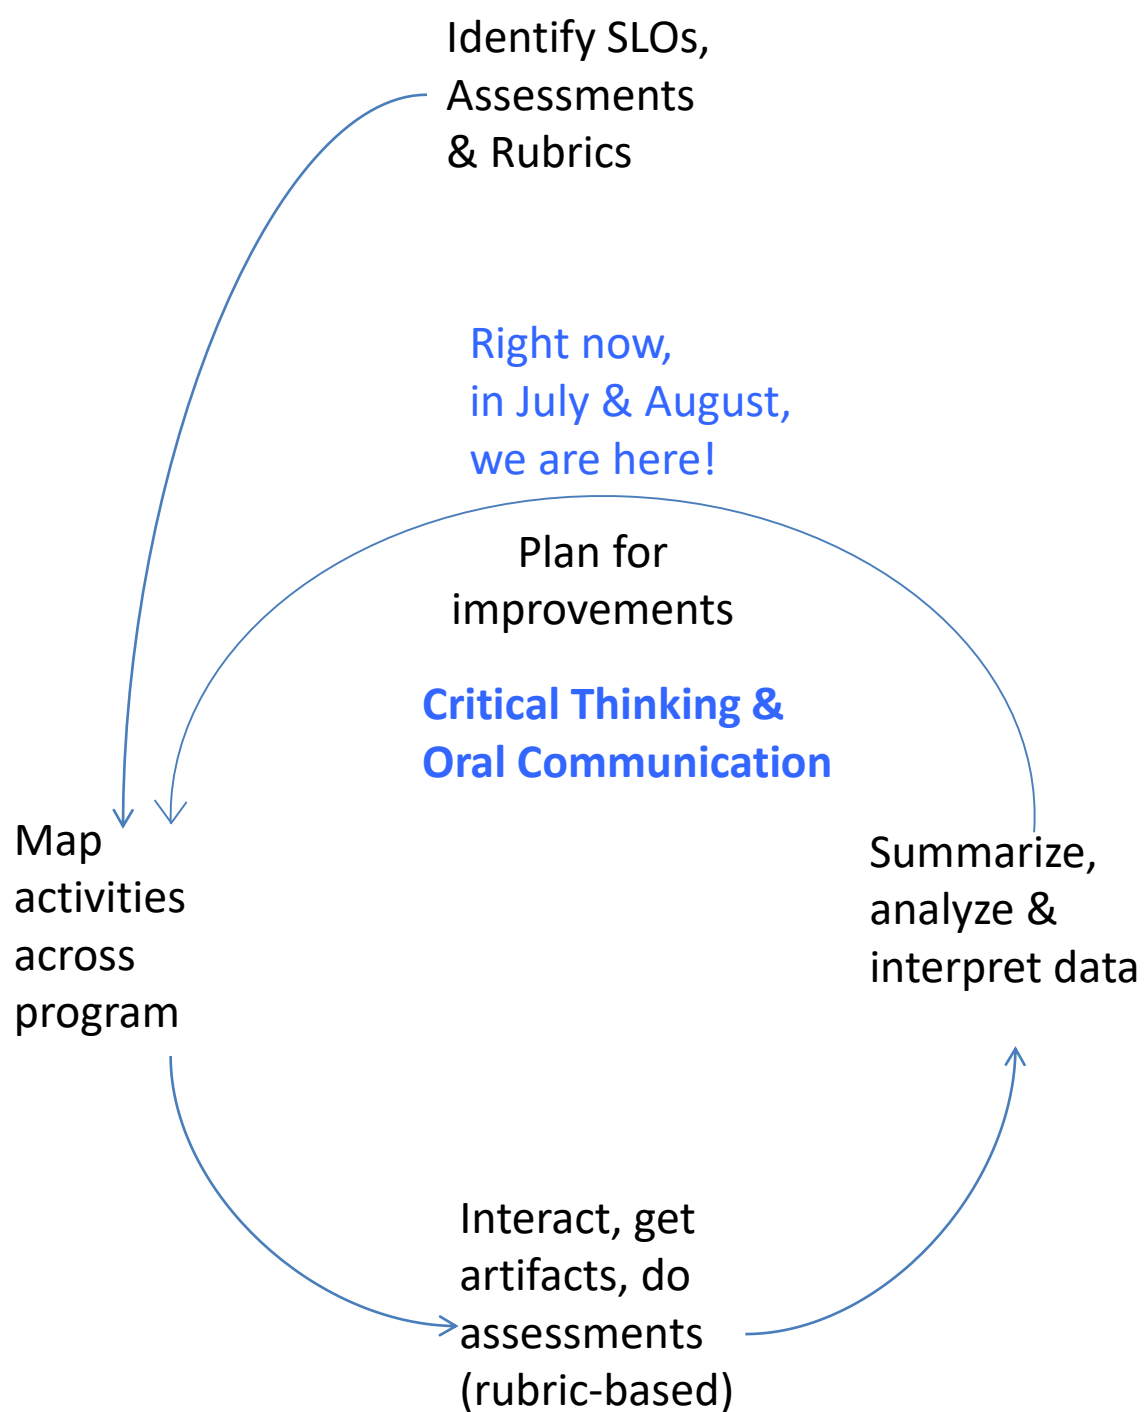 Identify SLOs,
Assessments
& Rubrics
Right now,
in July & August,
we are here!
Plan for
improvements
Critical Thinking &
Oral Communication
Map
activities
across
program
Summarize,
analyze &
interpret data
Interact, get
artifacts, do
assessments
(rubric-based)